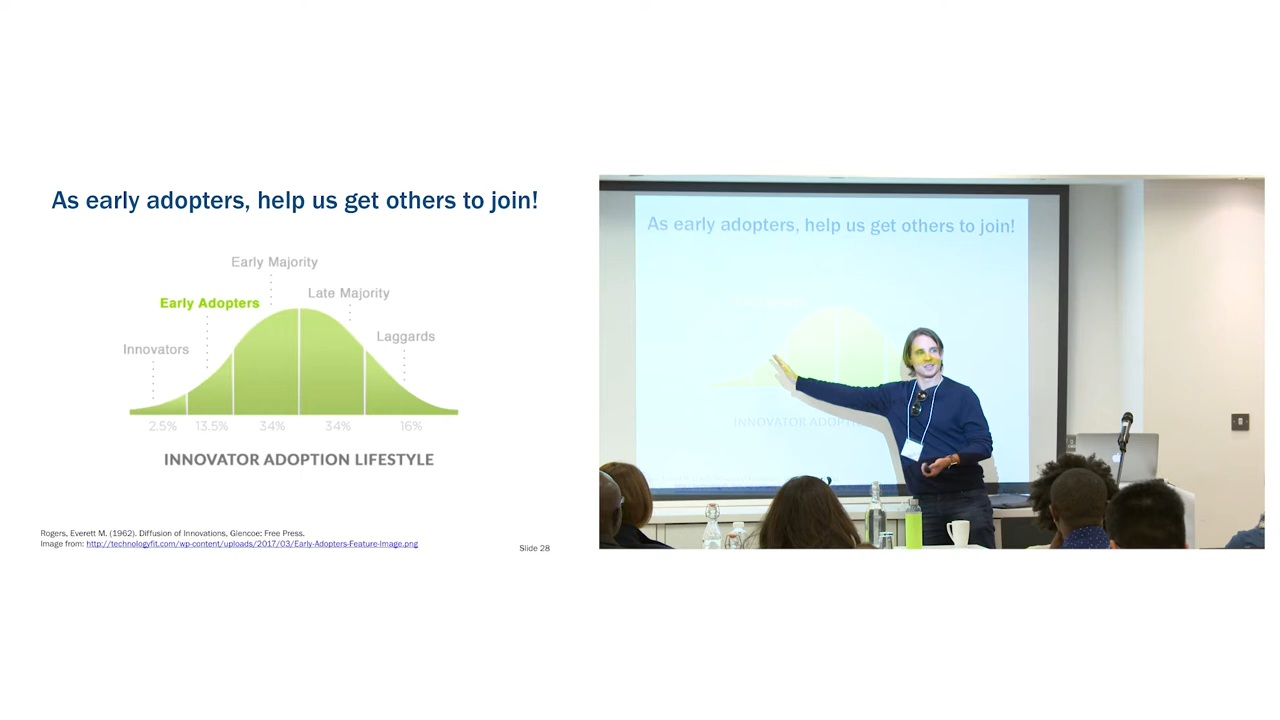 As early adopters, help us get others to join!
Early Majority
Late Majority
Early Adopters
Laggards
Innovators
2.5% 13.5% 34% 34% 16%
INNOVATOR ADOPTION LIFESTYLE
Rogers, Everett M. (1962). Diffusion of Innovations, Glencoe: Free Press.
Image from: http://technologyfit.com/wp-content/uploads/2017/03/Early-Adopters-Feature-Image.png
Slide 28
As early adopters, help us get others to join!
INNOVATOR